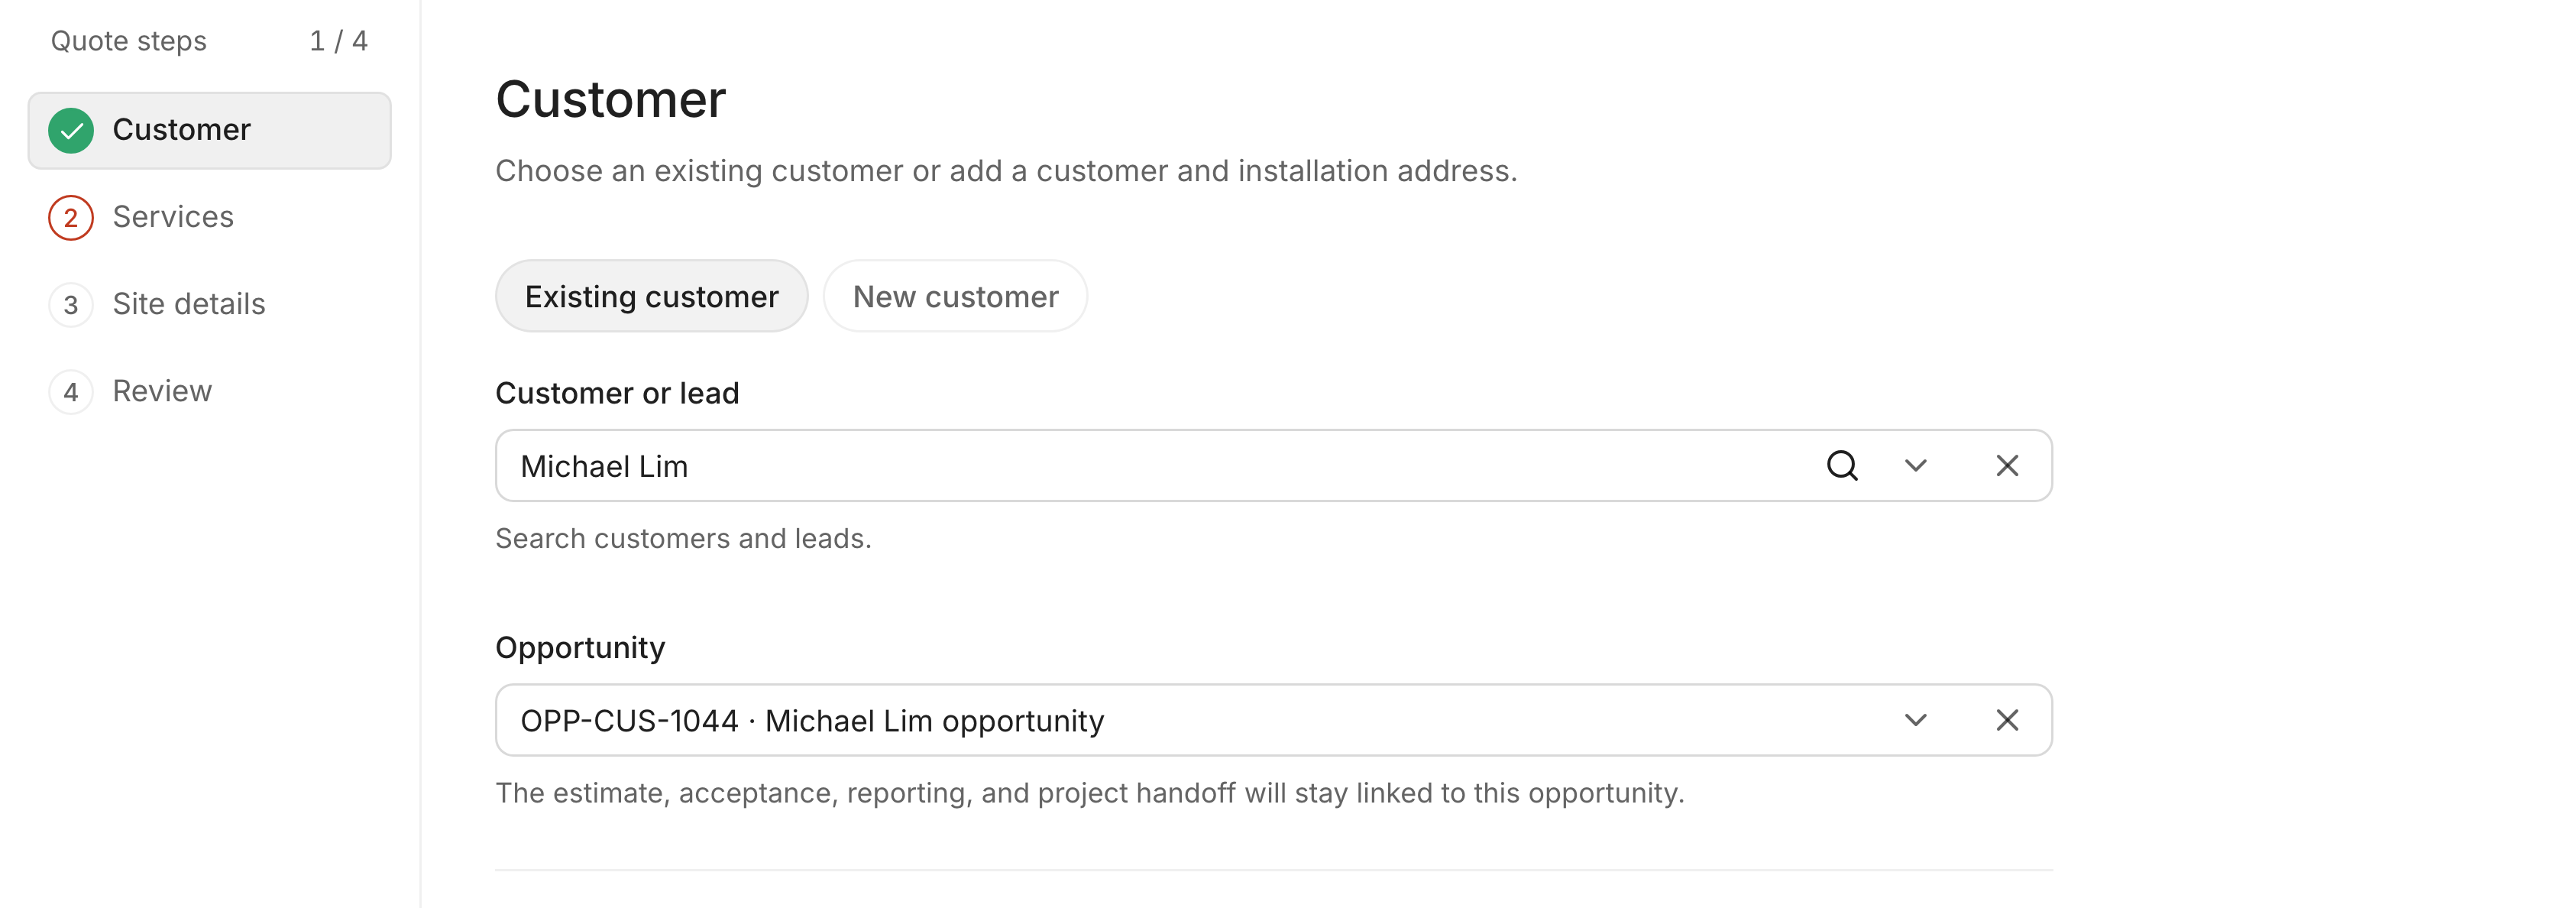 Quote steps 1 / 4
Customer
2 Services
3 Site details
4 Review
Customer
Choose an existing customer or add a customer and installation address.
Existing customer New customer
Customer or lead
Michael Lim
Search customers and leads.
Opportunity
OPP-CUS-1044 · Michael Lim opportunity
The estimate, acceptance, reporting, and project handoff will stay linked to this opportunity.